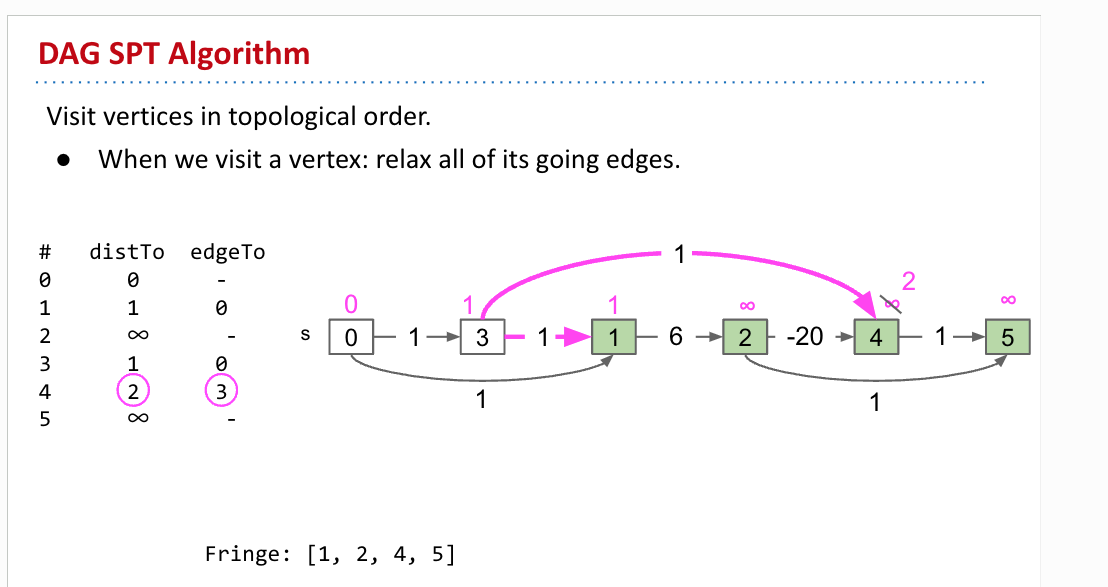 DAG SPT Algorithm
Visit vertices in topological order.
● When we visit a vertex: relax all of its going edges.
# distTo edgeTo
0 0 -
1 1 0
2 ∞ -
3 1 0
4 2 3
5 ∞ -
1
2
0 1 1 ∞ ∞ ∞
s 0 1 3 1 1 6 2 -20 4 1 5
1 1
Fringe: [1, 2, 4, 5]